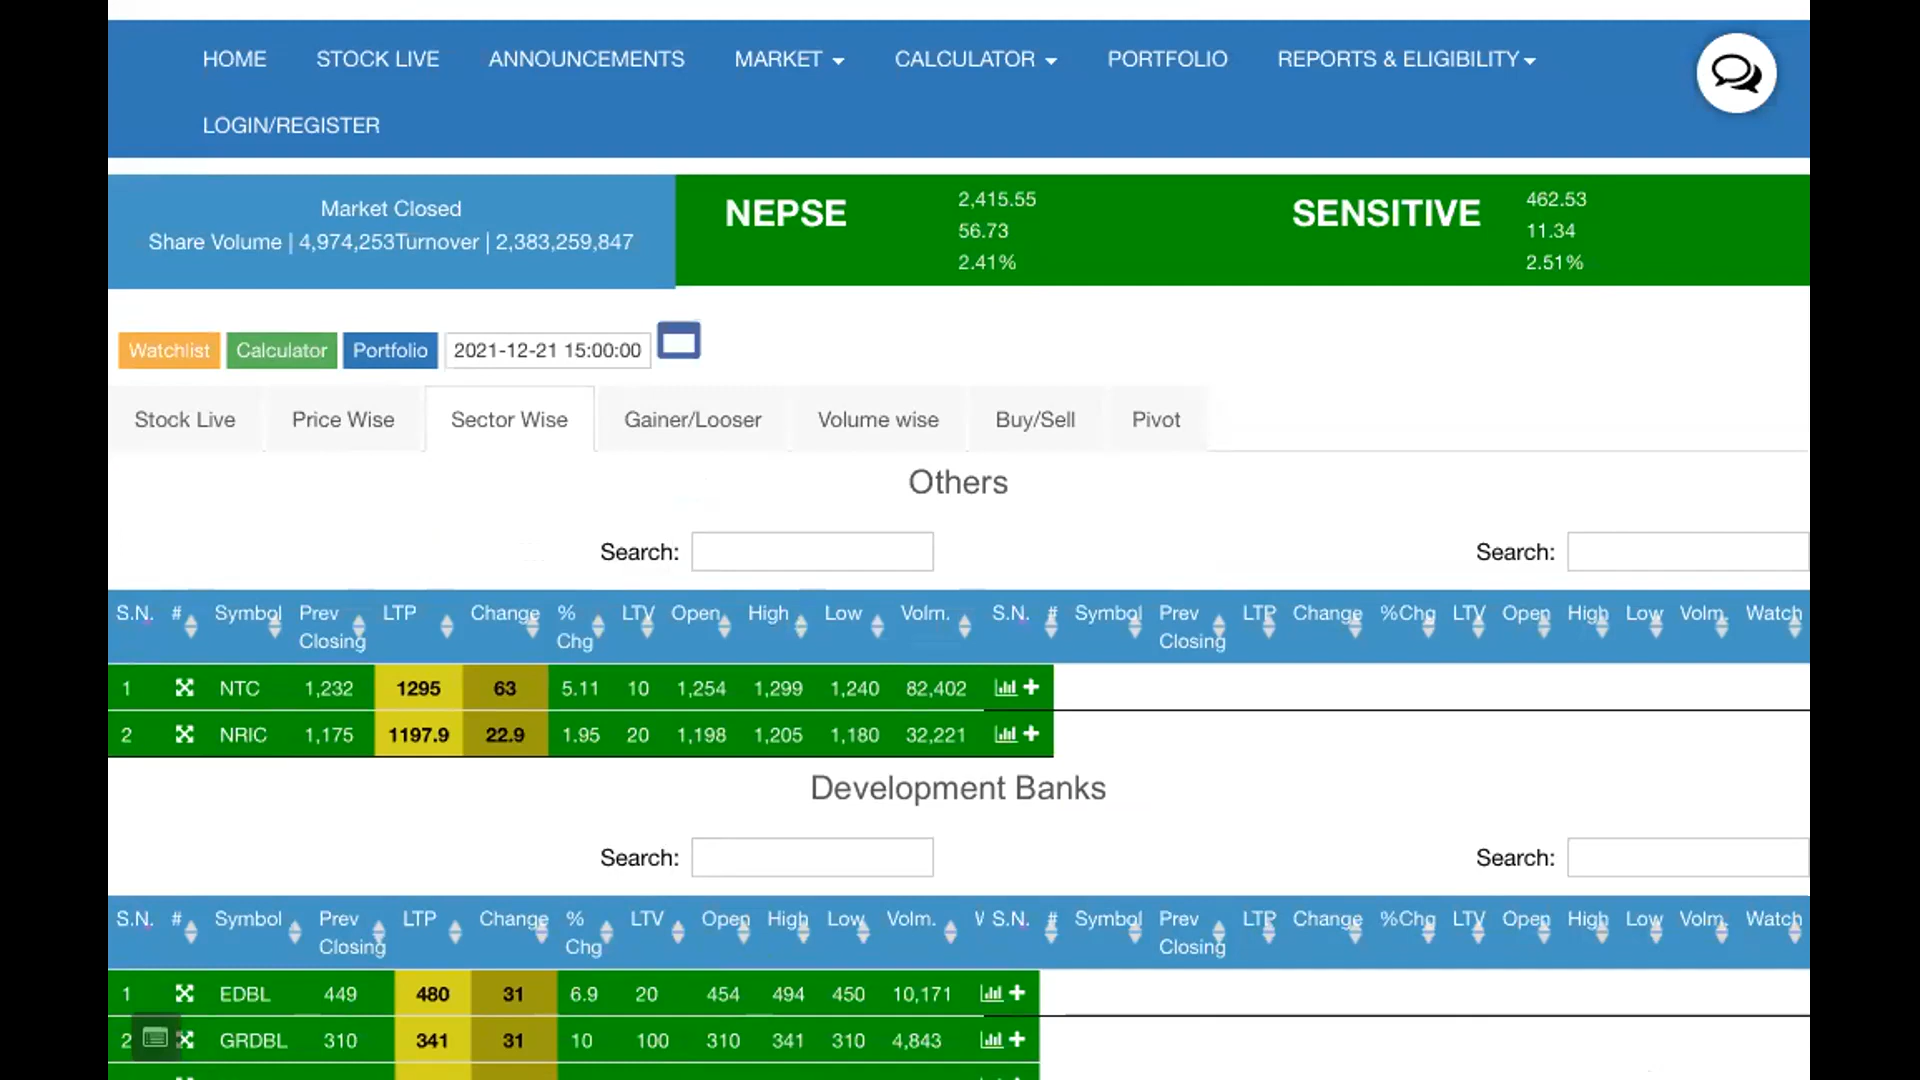 HOME STOCK LIVE ANNOUNCEMENTS MARKET CALCULATOR PORTFOLIO REPORTS & ELIGIBILITY
LOGIN/REGISTER
Market Closed
Share Volume | 4,974,253Turnover | 2,383,259,847
NEPSE 2,415.55
56.73
2.41%
SENSITIVE 462.53
11.34
2.51%
Watchlist Calculator Portfolio 2021-12-21 15:00:00
Stock Live Price Wise Sector Wise Gainer/Looser Volume wise Buy/Sell Pivot
Others
Search: Search:
S.N. # Symbol Prev Closing LTP Change % Chg LTV Open High Low Volm. S.N. # Symbol Prev Closing LTP Change %Chg LTV Open High Low Volm. Watch
1 NTC 1,232 1295 63 5.11 10 1,254 1,299 1,240 82,402
2 NRIC 1,175 1197.9 22.9 1.95 20 1,198 1,205 1,180 32,221
Development Banks
Search: Search:
S.N. # Symbol Prev Closing LTP Change % Chg LTV Open High Low Volm. W S.N. # Symbol Prev Closing LTP Change %Chg LTV Open High Low Volm. Watch
1 EDBL 449 480 31 6.9 20 454 494 450 10,171
2 GRDBL 310 341 31 10 100 310 341 310 4,843